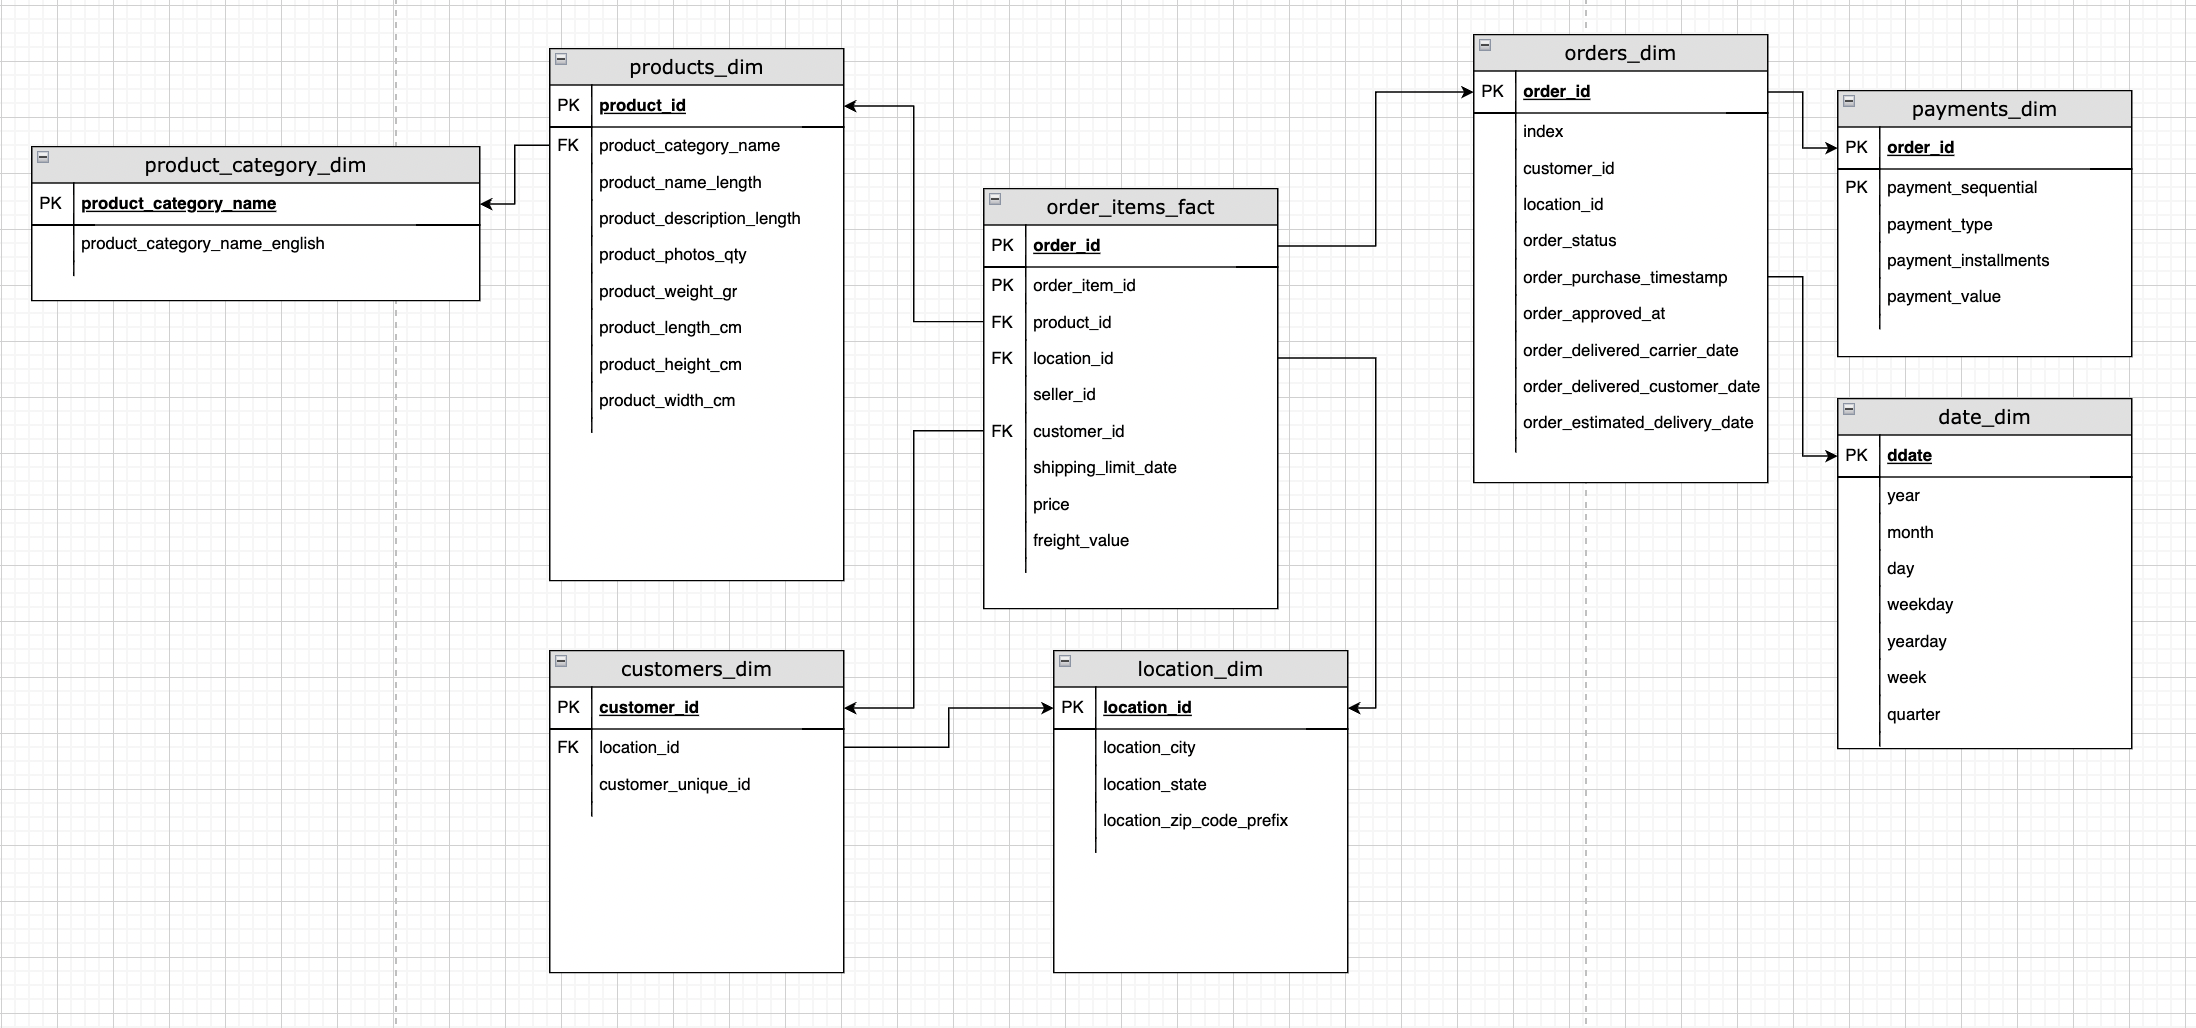 product_category_dim
PK product_category_name
product_category_name_english
products_dim
PK product_id
FK product_category_name
product_name_length
product_description_length
product_photos_qty
product_weight_gr
product_length_cm
product_height_cm
product_width_cm
order_items_fact
PK order_id
PK order_item_id
FK product_id
FK location_id
seller_id
FK customer_id
shipping_limit_date
price
freight_value
orders_dim
PK order_id
index
customer_id
location_id
order_status
order_purchase_timestamp
order_approved_at
order_delivered_carrier_date
order_delivered_customer_date
order_estimated_delivery_date
payments_dim
PK order_id
PK payment_sequential
payment_type
payment_installments
payment_value
date_dim
PK ddate
year
month
day
weekday
yearday
week
quarter
customers_dim
PK customer_id
FK location_id
customer_unique_id
location_dim
PK location_id
location_city
location_state
location_zip_code_prefix